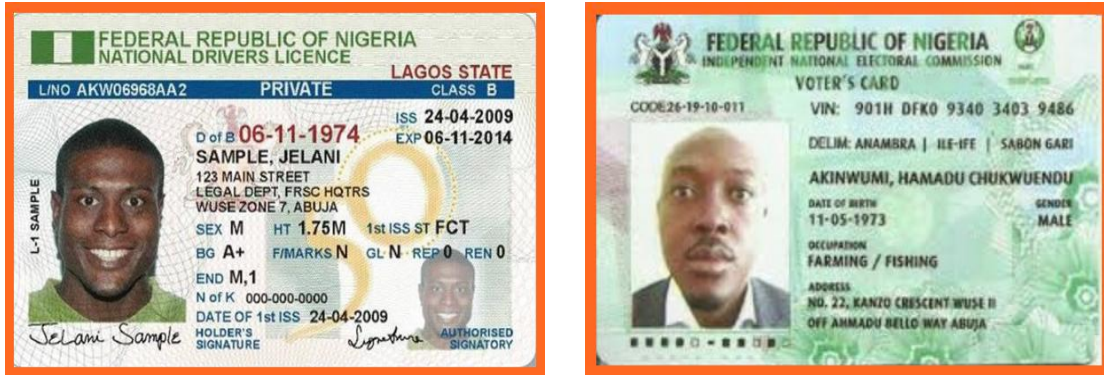 FEDERAL REPUBLIC OF NIGERIA
NATIONAL DRIVERS LICENCE
LAGOS STATE
L/NO AKW06968AA2 PRIVATE CLASS B
ISS 24-04-2009
D of B 06-11-1974 EXP 06-11-2014
SAMPLE, JELANI
123 MAIN STREET
LEGAL DEPT, FRSC HQTRS
WUSE ZONE 7, ABUJA
SEX M HT 1.75M 1st ISS ST FCT
BG A+ F/MARKS N GL N REP 0 REN 0
END M,1
N of K 000-000-0000
DATE OF 1st ISS 24-04-2009
HOLDER'S SIGNATURE
AUTHORISED SIGNATORY
L-1 SAMPLE
Jelani Sample
Signature
FEDERAL REPUBLIC OF NIGERIA
INDEPENDENT NATIONAL ELECTORAL COMMISSION
VOTER'S CARD
CODE 26-19-10-011 VIN: 901H DFK0 9340 3403 9486
DELIM: ANAMBRA | ILE-IFE | SABON GARI
AKINWUMI, HAMADU CHUKWUENDU
DATE OF BIRTH GENDER
11-05-1973 MALE
OCCUPATION
FARMING / FISHING
ADDRESS
NO. 22, KANZO CRESCENT WUSE II
OFF AHMADU BELLO WAY ABUJA